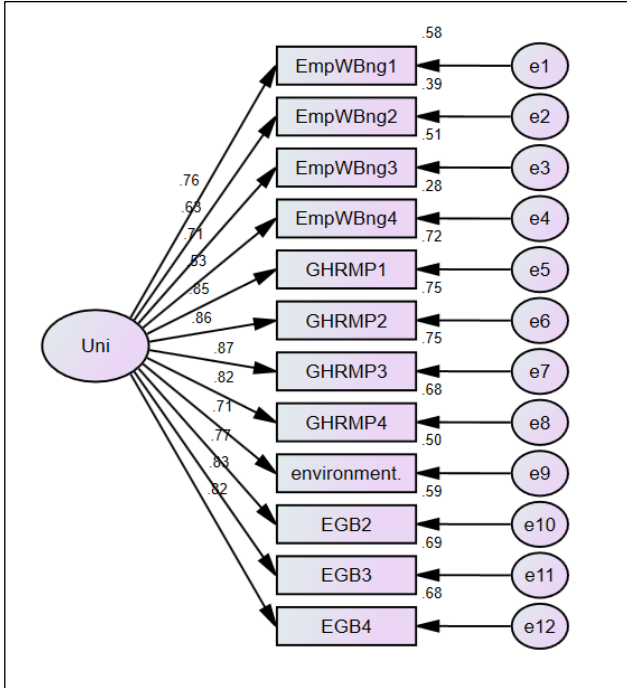 .58
EmpWBng1
e1
.39
EmpWBng2
e2
.51
EmpWBng3
e3
.76
.28
.63
EmpWBng4
e4
.71
.72
.53
GHRMP1
e5
.85
.75
.86
GHRMP2
e6
Uni
.75
.87
GHRMP3
e7
.82
.68
.71
GHRMP4
e8
.77
.50
.83
environment.
e9
.82
.59
EGB2
e10
.69
EGB3
e11
.68
EGB4
e12